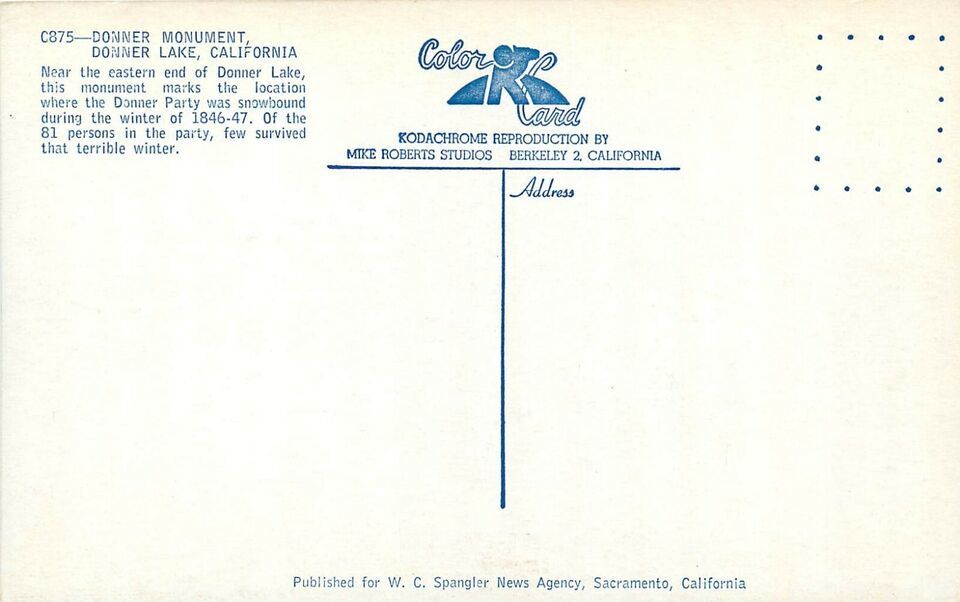 C875—DONNER MONUMENT,
DONNER LAKE, CALIFORNIA
Near the eastern end of Donner Lake,
this monument marks the location
where the Donner Party was snowbound
during the winter of 1846-47. Of the
81 persons in the party, few survived
that terrible winter.
Color
Card
KODACHROME REPRODUCTION BY
MIKE ROBERTS STUDIOS BERKELEY 2, CALIFORNIA
Address
Published for W. C. Spangler News Agency, Sacramento, California